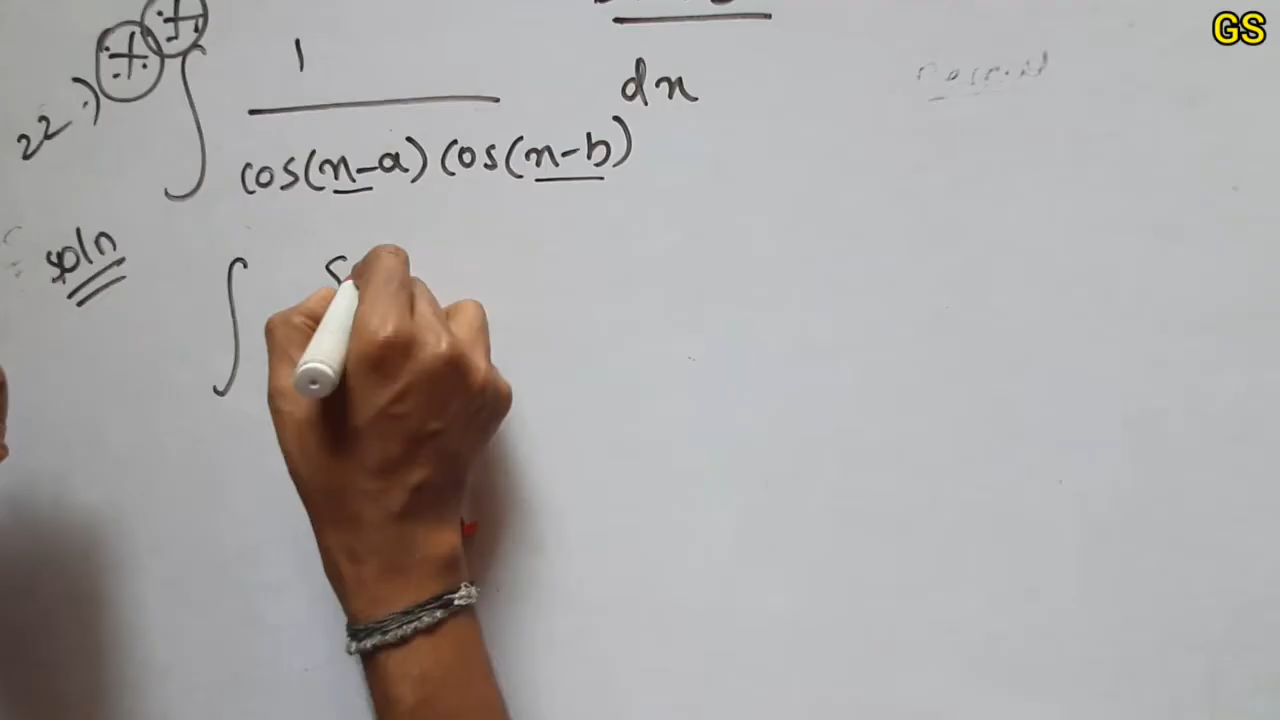 GS
22.) ∫ 1 / cos(x-a) cos(x-b) dx
soln
∫ S